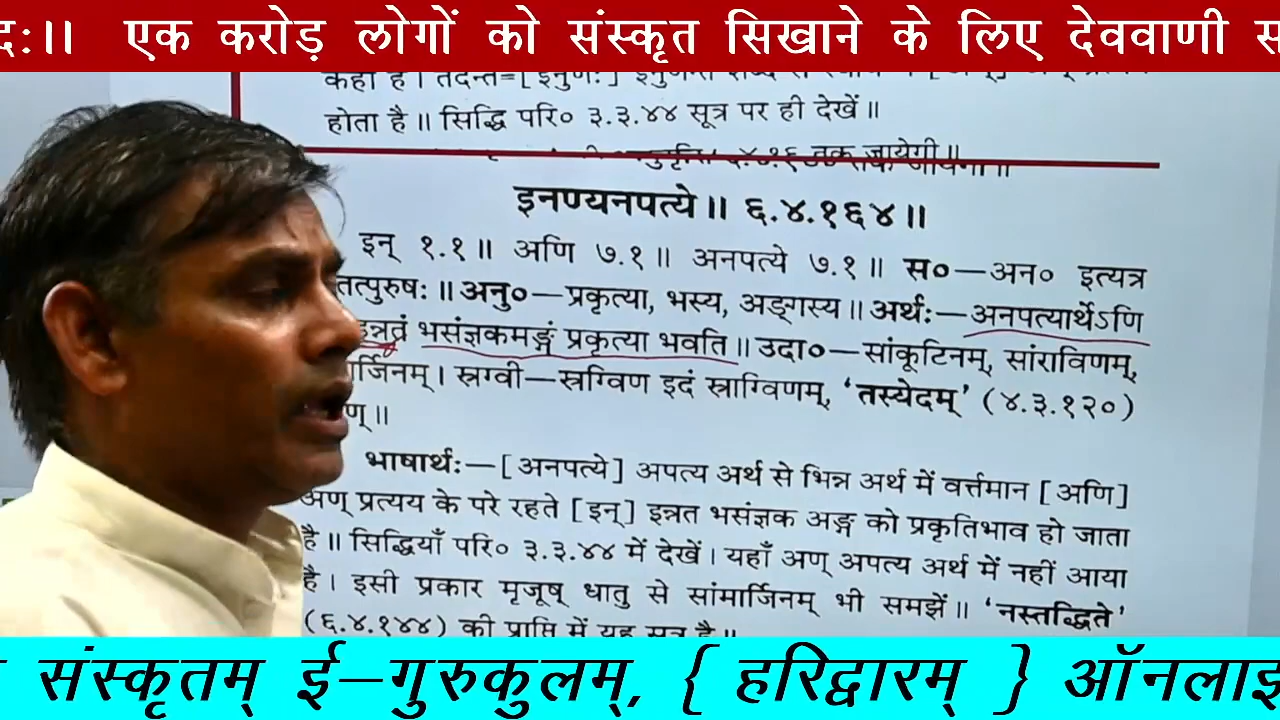 दः।। एक करोड़ लोगों को संस्कृत सिखाने के लिए देववाणी स
होता है॥ सिद्धि परि० ३.३.४४ सूत्र पर ही देखें॥
तक जायेगी॥
इनण्यनपत्ये॥ ६.४.१६४॥
इन् १.१॥ अणि ७.१॥ अनपत्ये ७.१॥ स०—अन० इत्यत्र
तत्पुरुषः॥ अनु०—प्रकृत्या, भस्य, अङ्गस्य॥ अर्थः—अनपत्यार्थेऽणि
भसंज्ञकमङ्गं प्रकृत्या भवति॥ उदा०—सांकूटिनम्, सांराविणम्,
र्जिनम्। स्रग्वी—स्रग्विण इदं स्राग्विणम्, ‘तस्येदम्’ (४.३.१२०)
ण्॥
भाषार्थः—[अनपत्ये] अपत्य अर्थ से भिन्न अर्थ में वर्त्तमान [अणि]
अण् प्रत्यय के परे रहते [इन्] इन्नत भसंज्ञक अङ्ग को प्रकृतिभाव हो जाता
है॥ सिद्धियाँ परि० ३.३.४४ में देखें। यहाँ अण् अपत्य अर्थ में नहीं आया
है। इसी प्रकार मृजूष् धातु से सांमार्जिनम् भी समझें॥ ‘नस्तद्धिते’
(६.४.१४४) की प्राप्ति में यह सूत्र है॥
संस्कृतम् ई-गुरुकुलम्, { हरिद्वारम् } ऑनलाइ